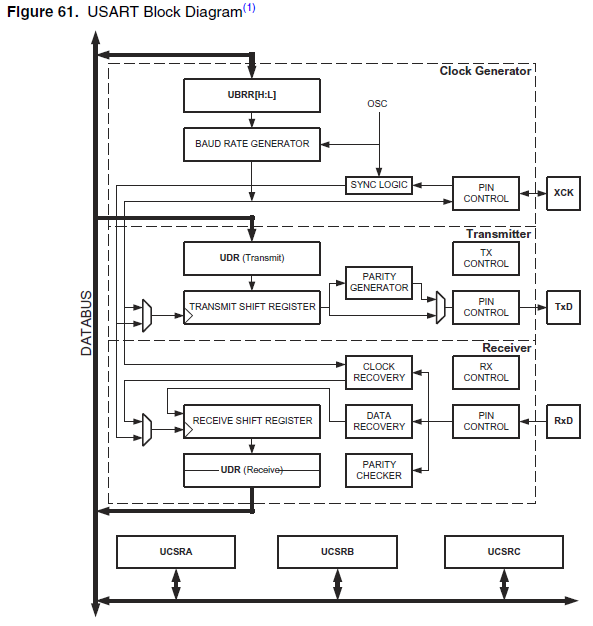 Figure 61. USART Block Diagram(1)
Clock Generator
UBRR[H:L]
OSC
BAUD RATE GENERATOR
SYNC LOGIC
PIN
CONTROL
XCK
Transmitter
TX
CONTROL
UDR (Transmit)
PARITY
GENERATOR
TRANSMIT SHIFT REGISTER
PIN
CONTROL
TxD
DATABUS
Receiver
CLOCK
RECOVERY
RX
CONTROL
RECEIVE SHIFT REGISTER
DATA
RECOVERY
PIN
CONTROL
RxD
UDR (Receive)
PARITY
CHECKER
UCSRA
UCSRB
UCSRC